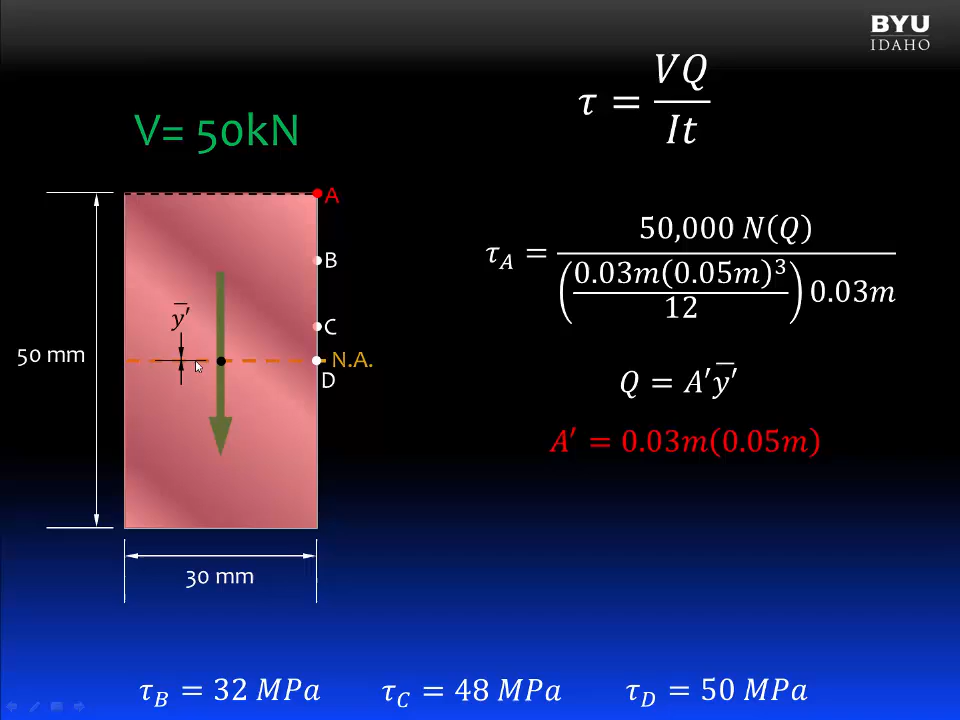 BYU
IDAHO
τ = VQ / It
V= 50kN
A
τ_A = 50,000 N(Q) / ((0.03m(0.05m)^3 / 12) 0.03m)
B
y̅′
C
50 mm
N.A.
D
Q = A′y̅′
A′ = 0.03m(0.05m)
30 mm
τ_B = 32 MPa τ_C = 48 MPa τ_D = 50 MPa